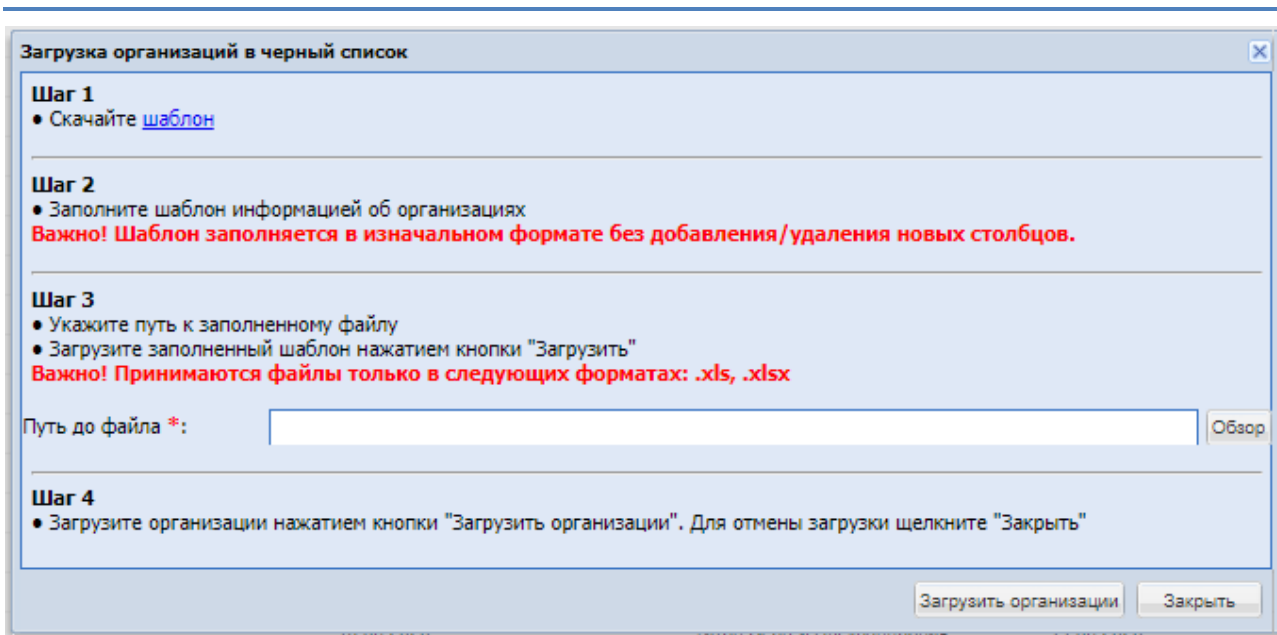 Загрузка организаций в черный список
Шаг 1
● Скачайте шаблон
Шаг 2
● Заполните шаблон информацией об организациях
Важно! Шаблон заполняется в изначальном формате без добавления/удаления новых столбцов.
Шаг 3
● Укажите путь к заполненному файлу
● Загрузите заполненный шаблон нажатием кнопки "Загрузить"
Важно! Принимаются файлы только в следующих форматах: .xls, .xlsx
Путь до файла *: Обзор
Шаг 4
● Загрузите организации нажатием кнопки "Загрузить организации". Для отмены загрузки щелкните "Закрыть"
Загрузить организации Закрыть